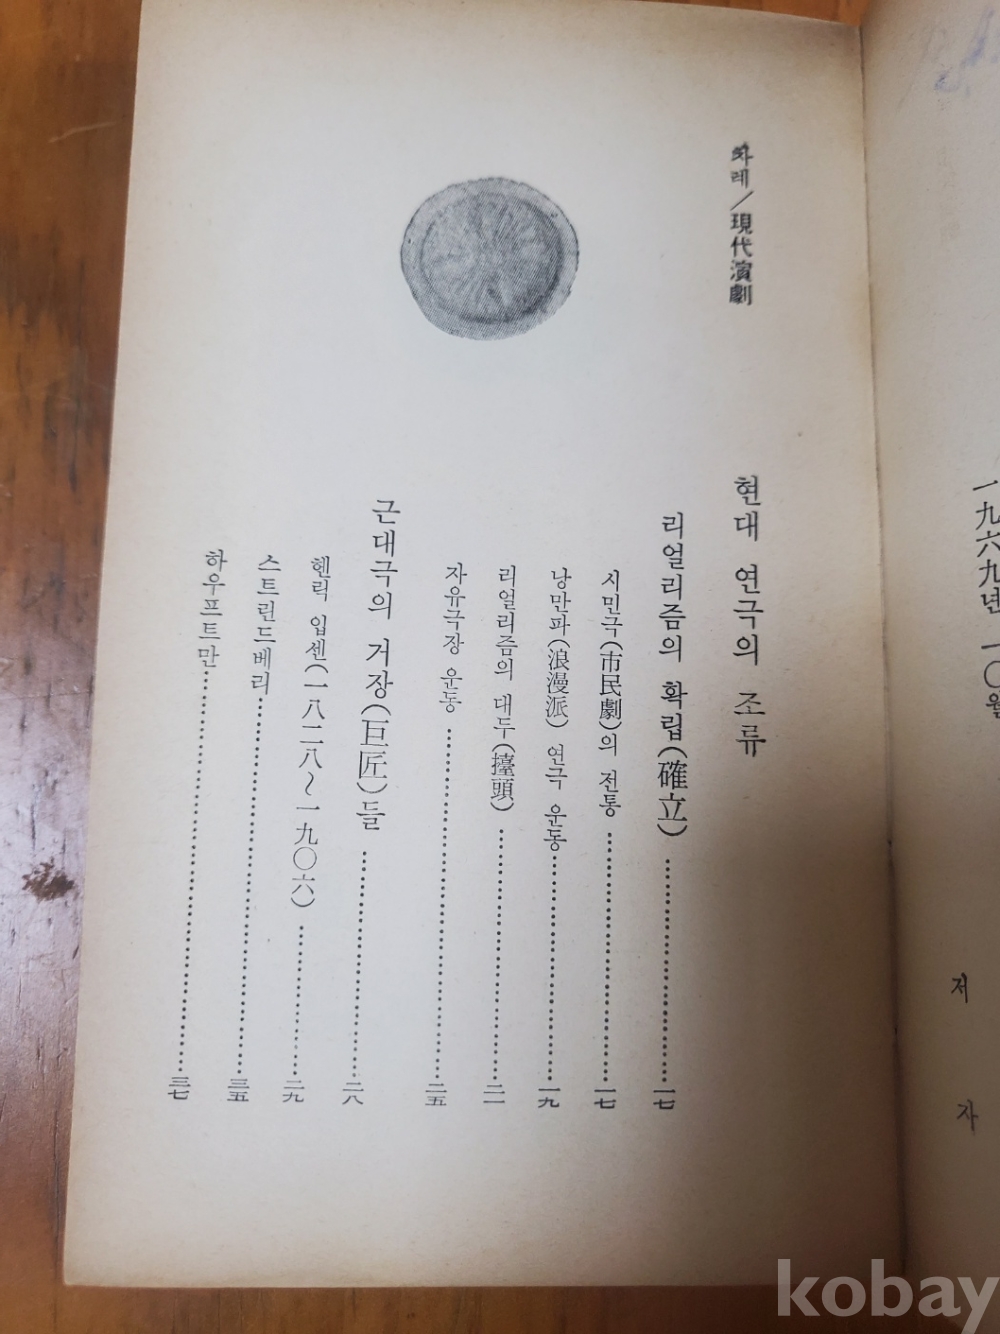 一九六九년 一〇월
저 자
차례／現代演劇
현대 연극의 조류
리얼리즘의 확립(確立)……………………一七
시민극(市民劇)의 전통……………………一七
낭만파(浪漫派) 연극 운동……………………一九
리얼리즘의 대두(擡頭)……………………二一
자유극장 운동……………………二五
근대극의 거장(巨匠)들……………………二八
헨릭 입센(一八二八～一九〇六)……………………二九
스트린드베리……………………三五
하우프트만……………………三七
kobay